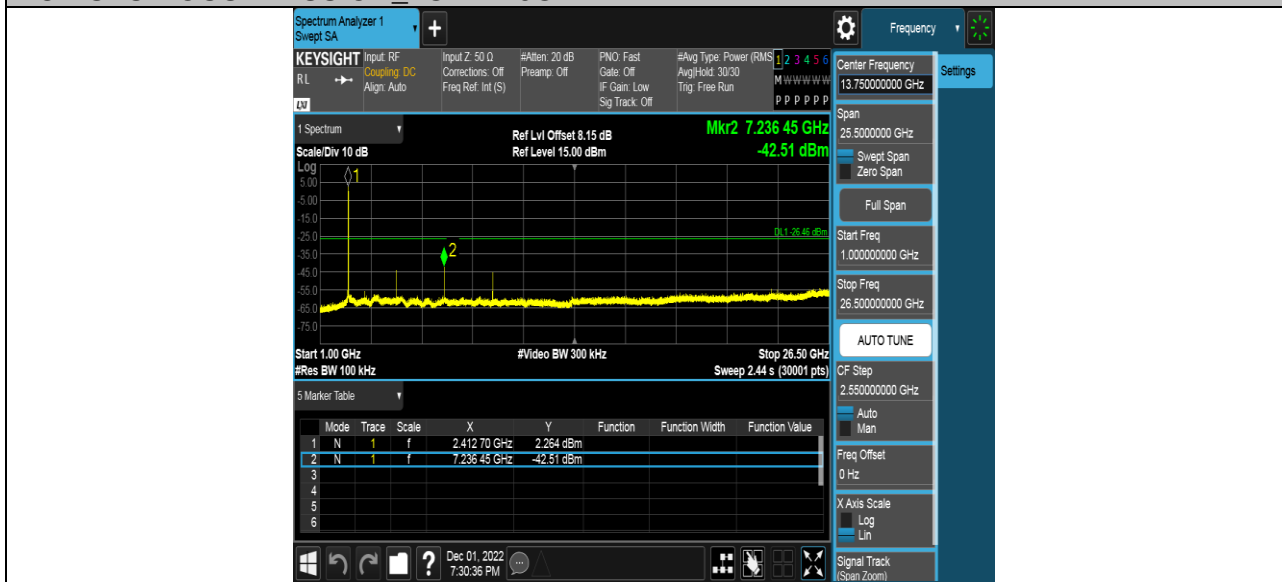 Spectrum Analyzer 1
Swept SA
+
Frequency
KEYSIGHT
Input: RF
Coupling: DC
Align: Auto
RL
LXI
Input Z: 50 Ω
Corrections: Off
Freq Ref: Int (S)
#Atten: 20 dB
Preamp: Off
PNO: Fast
Gate: Off
IF Gain: Low
Sig Track: Off
#Avg Type: Power (RMS
Avg|Hold: 30/30
Trig: Free Run
1 2 3 4 5 6
M W W W W W
P P P P P P
Center Frequency
13.750000000 GHz
Settings
1 Spectrum
Scale/Div 10 dB
Ref Lvl Offset 8.15 dB
Ref Level 15.00 dBm
Mkr2 7.236 45 GHz
-42.51 dBm
Log
5.00
-5.00
-15.0
-25.0
-35.0
-45.0
-55.0
-65.0
-75.0
1
2
DL1 -26.46 dBm
Start 1.00 GHz
#Res BW 100 kHz
#Video BW 300 kHz
Stop 26.50 GHz
Sweep 2.44 s (30001 pts)
Span
25.5000000 GHz
Swept Span
Zero Span
Full Span
Start Freq
1.000000000 GHz
Stop Freq
26.500000000 GHz
AUTO TUNE
CF Step
2.550000000 GHz
Auto
Man
Freq Offset
0 Hz
X Axis Scale
Log
Lin
Signal Track
(Span Zoom)
5 Marker Table
Mode Trace Scale X Y Function Function Width Function Value
1 N 1 f 2.412 70 GHz 2.264 dBm
2 N 1 f 7.236 45 GHz -42.51 dBm
3
4
5
6
?
Dec 01, 2022
7:30:36 PM